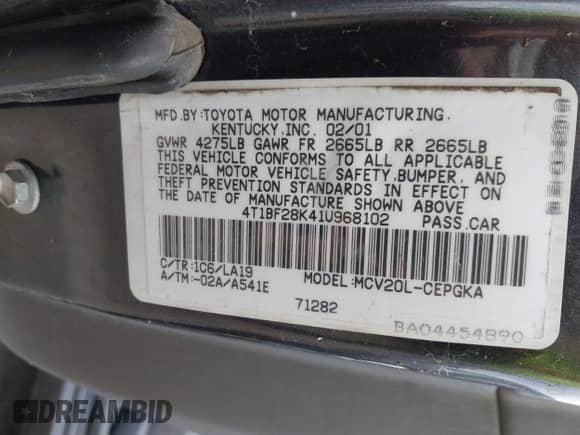 MFD.BY:TOYOTA MOTOR MANUFACTURING.
KENTUCKY.INC. 02/01
GVWR 4275LB GAWR FR 2665LB RR 2665LB
THIS VEHICLE CONFORMS TO ALL APPLICABLE
FEDERAL MOTOR VEHICLE SAFETY,BUMPER, AND
THEFT PREVENTION STANDARDS IN EFFECT ON
THE DATE OF MANUFACTURE SHOWN ABOVE
4T1BF28K41U968102 PASS.CAR
C/TR:1C6/LA19
A/TM:-02A/A541E MODEL:MCV20L-CEPGKA
71282
BA04454890
DREAMBID